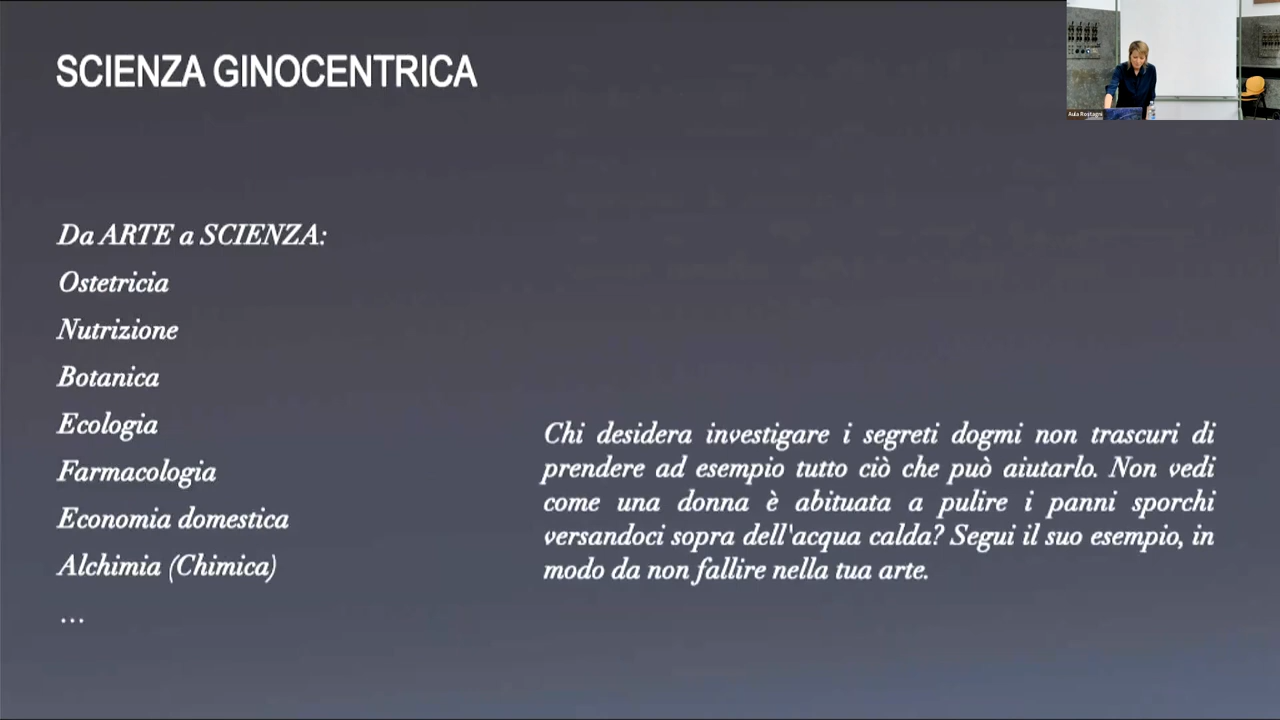 SCIENZA GINOCENTRICA
Aula Rostagni
Da ARTE a SCIENZA:
Ostetricia
Nutrizione
Botanica
Ecologia
Farmacologia
Economia domestica
Alchimia (Chimica)
...
Chi desidera investigare i segreti dogmi non trascuri di
prendere ad esempio tutto ciò che può aiutarlo. Non vedi
come una donna è abituata a pulire i panni sporchi
versandoci sopra dell'acqua calda? Segui il suo esempio, in
modo da non fallire nella tua arte.